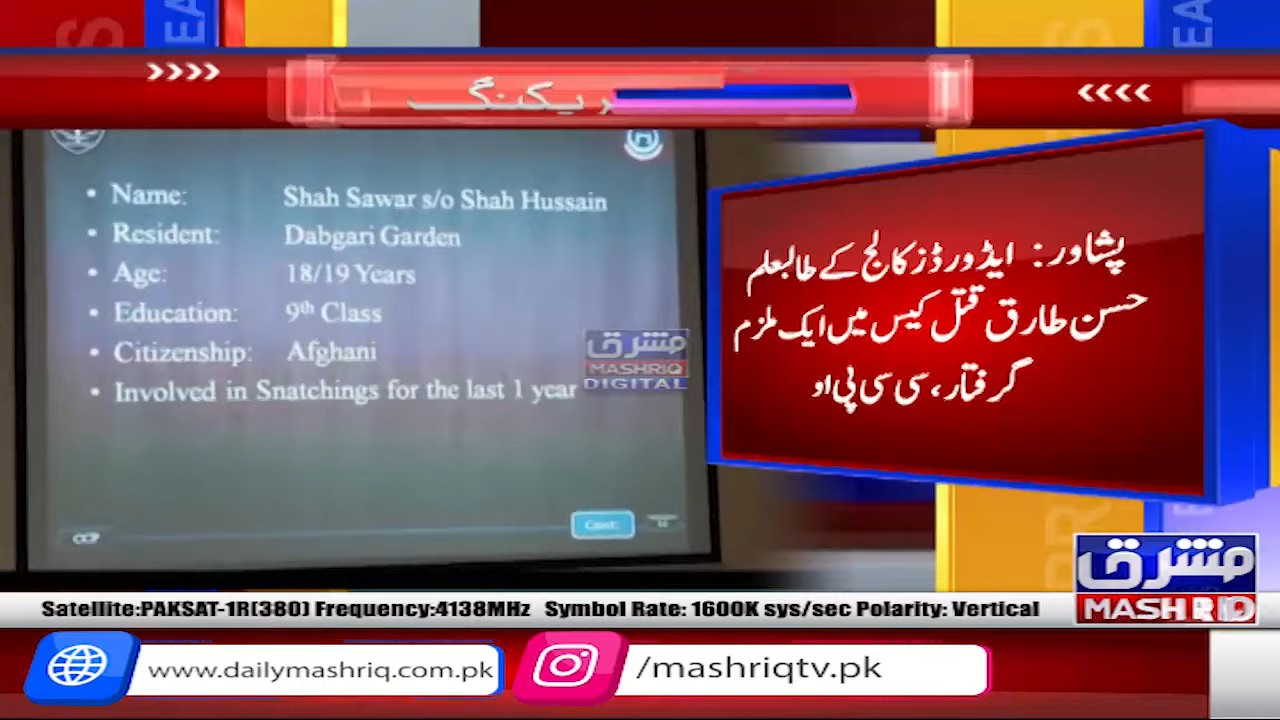 Name: Shah Sawar s/o Shah Hussain
Resident: Dabgari Garden
Age: 18/19 Years
Education: 9th Class
Citizenship: Afghani
Involved in Snatchings for the last 1 year
مشرق
MASHRIQ
DIGITAL
پشاور: ایڈورڈز کالج کے طالبعلم
حسن طارق قتل کیس میں ایک ملزم
گرفتار، سی سی پی او
مشرق
MASHRIQ
Satellite:PAKSAT-1R(380) Frequency:4138MHz Symbol Rate: 1600K sys/sec Polarity: Vertical
www.dailymashriq.com.pk
/mashriqtv.pk